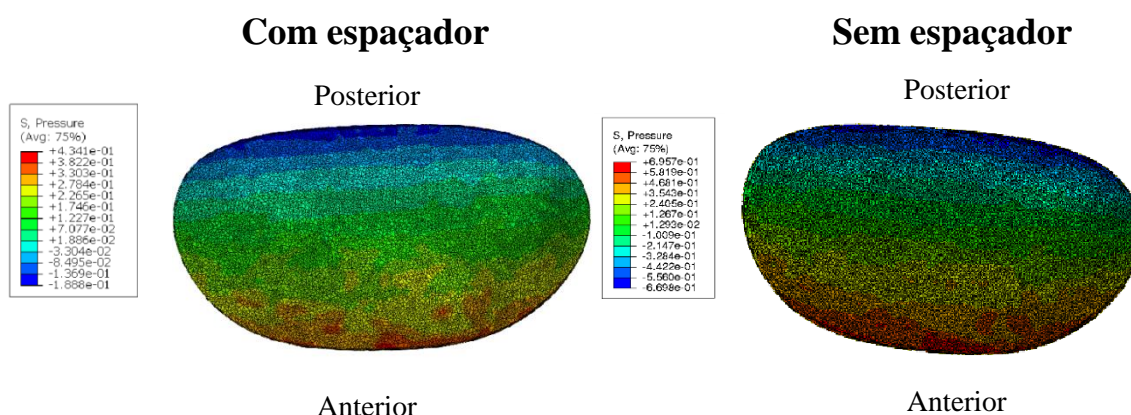 Com espaçador
Sem espaçador
Posterior
Posterior
S, Pressure
(Avg: 75%)
+4.341e-01
+3.822e-01
+3.303e-01
+2.784e-01
+2.265e-01
+1.746e-01
+1.227e-01
+7.077e-02
+1.886e-02
-3.304e-02
-8.495e-02
-1.369e-01
-1.888e-01
S, Pressure
(Avg: 75%)
+6.957e-01
+5.819e-01
+4.681e-01
+3.543e-01
+2.405e-01
+1.267e-01
+1.293e-02
-1.009e-01
-2.147e-01
-3.284e-01
-4.422e-01
-5.560e-01
-6.698e-01
Anterior
Anterior